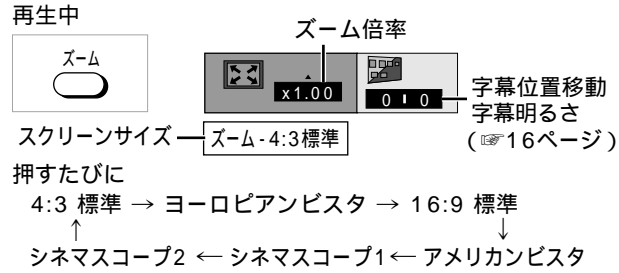 再生中
ズーム倍率
ズーム
x1.00
0 0
字幕位置移動
字幕明るさ
(☞16ページ)
スクリーンサイズ
ズーム-4:3標準
押すたびに
4:3 標準 → ヨーロピアンビスタ → 16:9 標準
↑ ↓
シネマスコープ2 ← シネマスコープ1 ← アメリカンビスタ